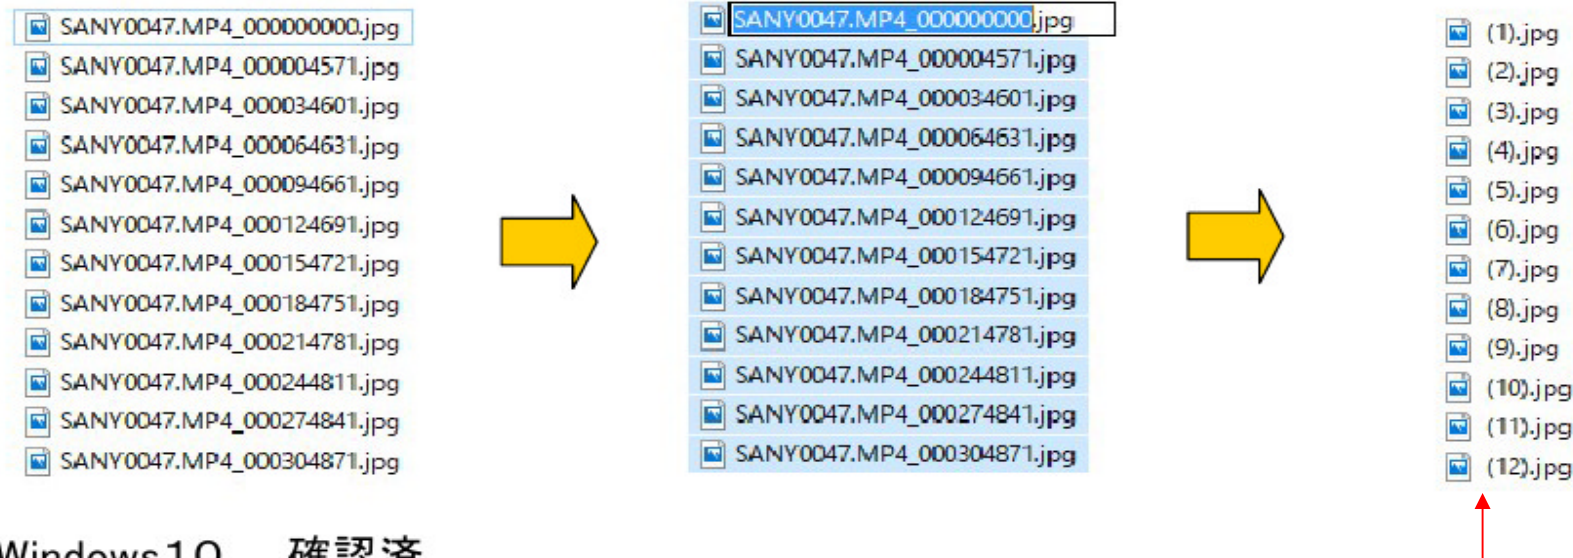 SANY0047.MP4_000000000.jpg
SANY0047.MP4_000004571.jpg
SANY0047.MP4_000034601.jpg
SANY0047.MP4_000064631.jpg
SANY0047.MP4_000094661.jpg
SANY0047.MP4_000124691.jpg
SANY0047.MP4_000154721.jpg
SANY0047.MP4_000184751.jpg
SANY0047.MP4_000214781.jpg
SANY0047.MP4_000244811.jpg
SANY0047.MP4_000274841.jpg
SANY0047.MP4_000304871.jpg
SANY0047.MP4_000000000.jpg
SANY0047.MP4_000004571.jpg
SANY0047.MP4_000034601.jpg
SANY0047.MP4_000064631.jpg
SANY0047.MP4_000094661.jpg
SANY0047.MP4_000124691.jpg
SANY0047.MP4_000154721.jpg
SANY0047.MP4_000184751.jpg
SANY0047.MP4_000214781.jpg
SANY0047.MP4_000244811.jpg
SANY0047.MP4_000274841.jpg
SANY0047.MP4_000304871.jpg
(1).jpg
(2).jpg
(3).jpg
(4).jpg
(5).jpg
(6).jpg
(7).jpg
(8).jpg
(9).jpg
(10).jpg
(11).jpg
(12).jpg
Windows10 確認済